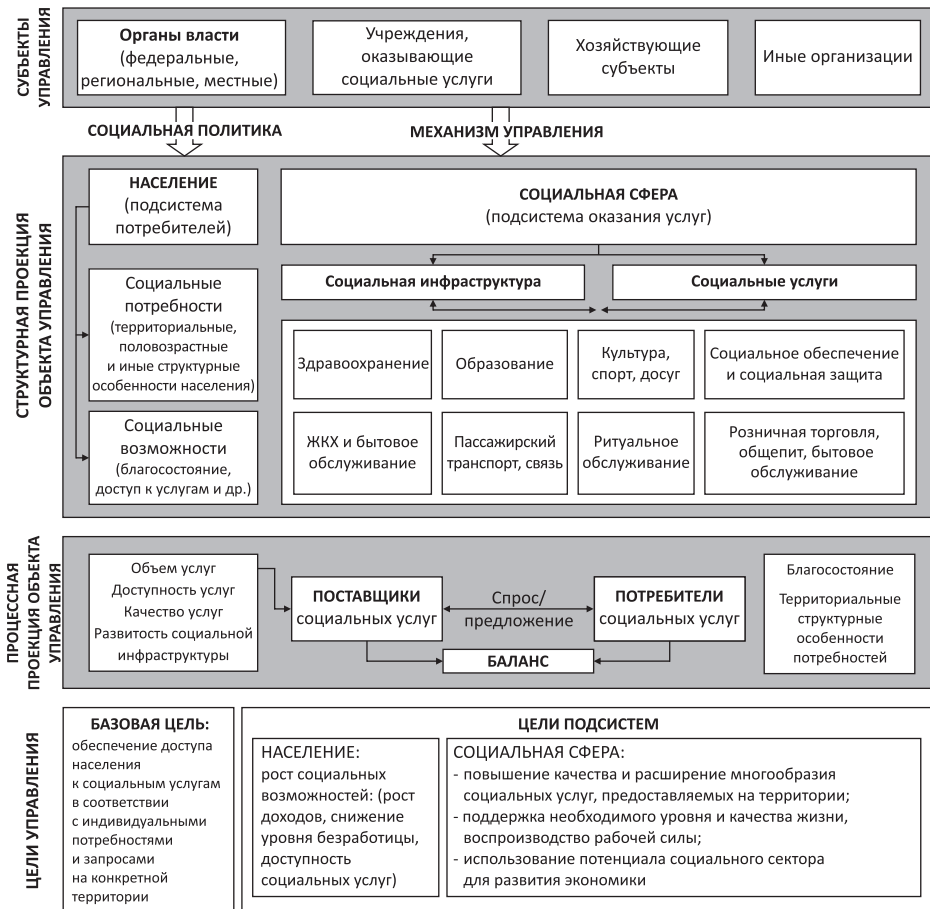 СУБЪЕКТЫ
УПРАВЛЕНИЯ
Органы власти
(федеральные,
региональные, местные)
Учреждения,
оказывающие
социальные услуги
Хозяйствующие
субъекты
Иные организации
СОЦИАЛЬНАЯ ПОЛИТИКА
МЕХАНИЗМ УПРАВЛЕНИЯ
СТРУКТУРНАЯ ПРОЕКЦИЯ
ОБЪЕКТА УПРАВЛЕНИЯ
НАСЕЛЕНИЕ
(подсистема
потребителей)
Социальные
потребности
(территориальные,
половозрастные
и иные структурные
особенности населения)
Социальные
возможности
(благосостояние,
доступ к услугам и др.)
СОЦИАЛЬНАЯ СФЕРА
(подсистема оказания услуг)
Социальная инфраструктура
Социальные услуги
Здравоохранение
Образование
Культура,
спорт, досуг
Социальное обеспечение
и социальная защита
ЖКХ и бытовое
обслуживание
Пассажирский
транспорт, связь
Ритуальное
обслуживание
Розничная торговля,
общепит, бытовое
обслуживание
ПРОЦЕССНАЯ
ПРОЕКЦИЯ ОБЪЕКТА
УПРАВЛЕНИЯ
Объем услуг
Доступность услуг
Качество услуг
Развитость социальной
инфраструктуры
ПОСТАВЩИКИ
социальных услуг
Спрос/
предложение
ПОТРЕБИТЕЛИ
социальных услуг
БАЛАНС
Благосостояние
Территориальные
структурные
особенности
потребностей
ЦЕЛИ УПРАВЛЕНИЯ
БАЗОВАЯ ЦЕЛЬ:
обеспечение доступа
населения
к социальным услугам
в соответствии
с индивидуальными
потребностями
и запросами
на конкретной
территории
ЦЕЛИ ПОДСИСТЕМ
НАСЕЛЕНИЕ:
рост социальных
возможностей: (рост
доходов, снижение
уровня безработицы,
доступность
социальных услуг)
СОЦИАЛЬНАЯ СФЕРА:
- повышение качества и расширение многообразия
социальных услуг, предоставляемых на территории;
- поддержка необходимого уровня и качества жизни,
воспроизводство рабочей силы;
- использование потенциала социального сектора
для развития экономики